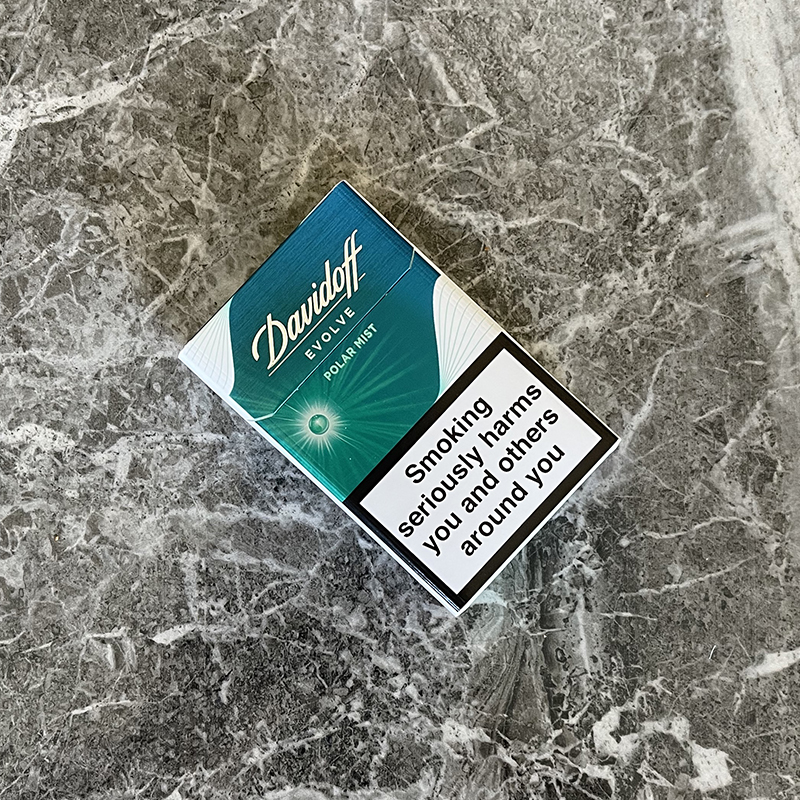 Davidoff
EVOLVE
POLAR MIST
Smoking
seriously harms
you and others
around you